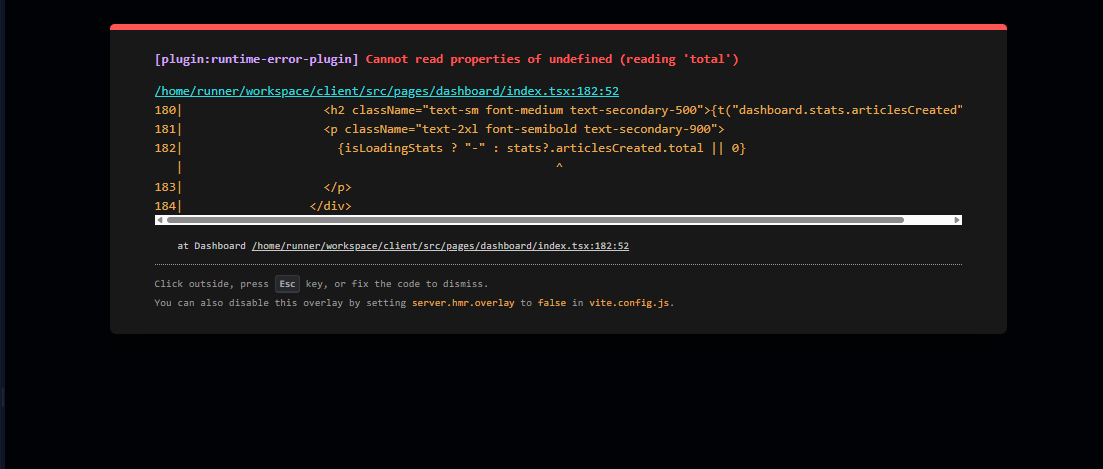 [plugin:runtime-error-plugin] Cannot read properties of undefined (reading 'total')
/home/runner/workspace/client/src/pages/dashboard/index.tsx:182:52
180|                    <h2 className="text-sm font-medium text-secondary-500">{t("dashboard.stats.articlesCreated"
181|                    <p className="text-2xl font-semibold text-secondary-900">
182|                      {isLoadingStats ? "-" : stats?.articlesCreated.total || 0}
   |                                                     ^
183|                    </p>
184|                  </div>
at Dashboard /home/runner/workspace/client/src/pages/dashboard/index.tsx:182:52
Click outside, press Esc key, or fix the code to dismiss.
You can also disable this overlay by setting server.hmr.overlay to false in vite.config.js.